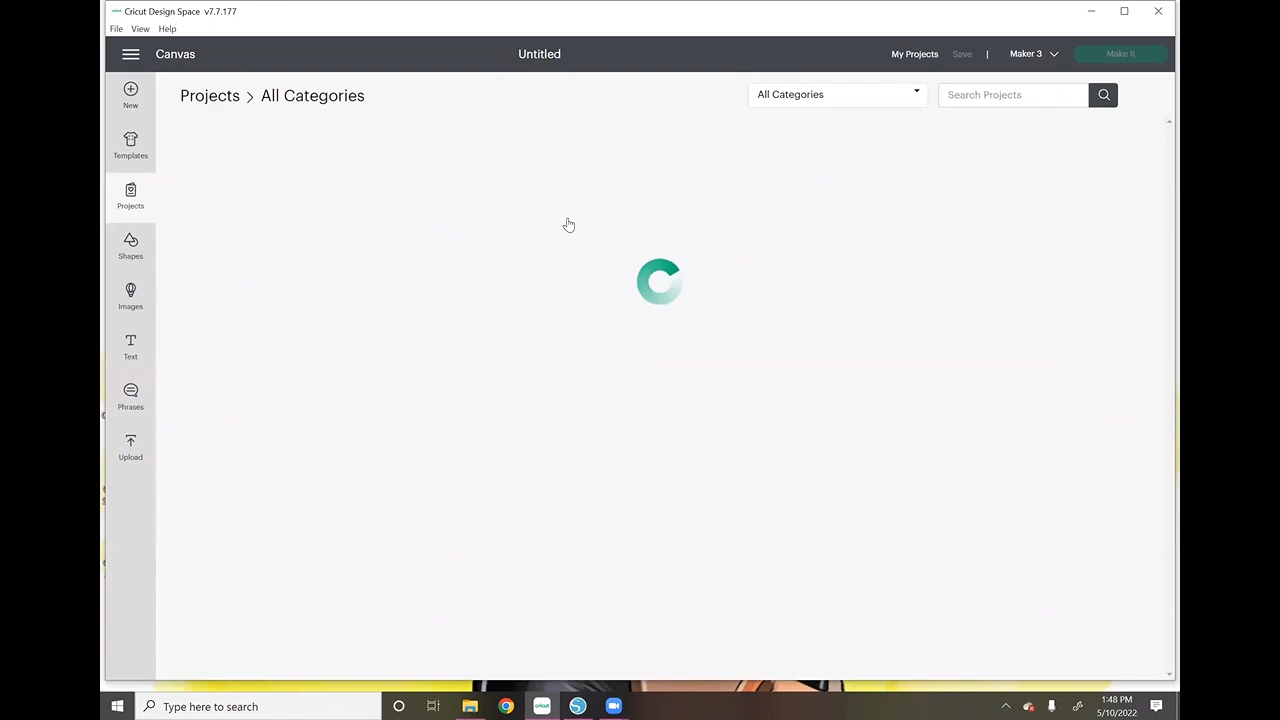 Cricut Design Space v7.7.177
File View Help
Canvas
Untitled
My Projects Save | Maker 3 Make It
New
Templates
Projects
Shapes
Images
Text
Phrases
Upload
Projects > All Categories
All Categories
Search Projects
Type here to search
cricut
1:48 PM
5/10/2022